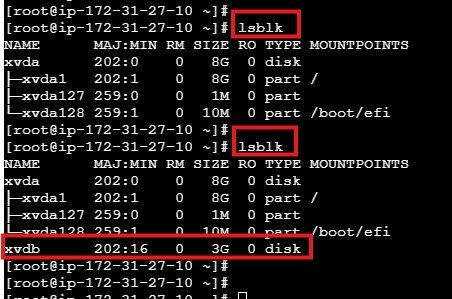 [root@ip-172-31-27-10 ~]#
[root@ip-172-31-27-10 ~]# lsblk
NAME     MAJ:MIN RM SIZE RO TYPE MOUNTPOINTS
xvda     202:0    0   8G  0 disk
├─xvda1  202:1    0   8G  0 part /
├─xvda127 259:0    0   1M  0 part
└─xvda128 259:1    0  10M  0 part /boot/efi
[root@ip-172-31-27-10 ~]#
[root@ip-172-31-27-10 ~]# lsblk
NAME     MAJ:MIN RM SIZE RO TYPE MOUNTPOINTS
xvda     202:0    0   8G  0 disk
├─xvda1  202:1    0   8G  0 part /
├─xvda127 259:0    0   1M  0 part
└─xvda128 259:1    0  10M  0 part /boot/efi
xvdb     202:16   0   3G  0 disk
[root@ip-172-31-27-10 ~]#
[root@ip-172-31-27-10 ~]#
[root@ip-172-31-27-10 ~]#